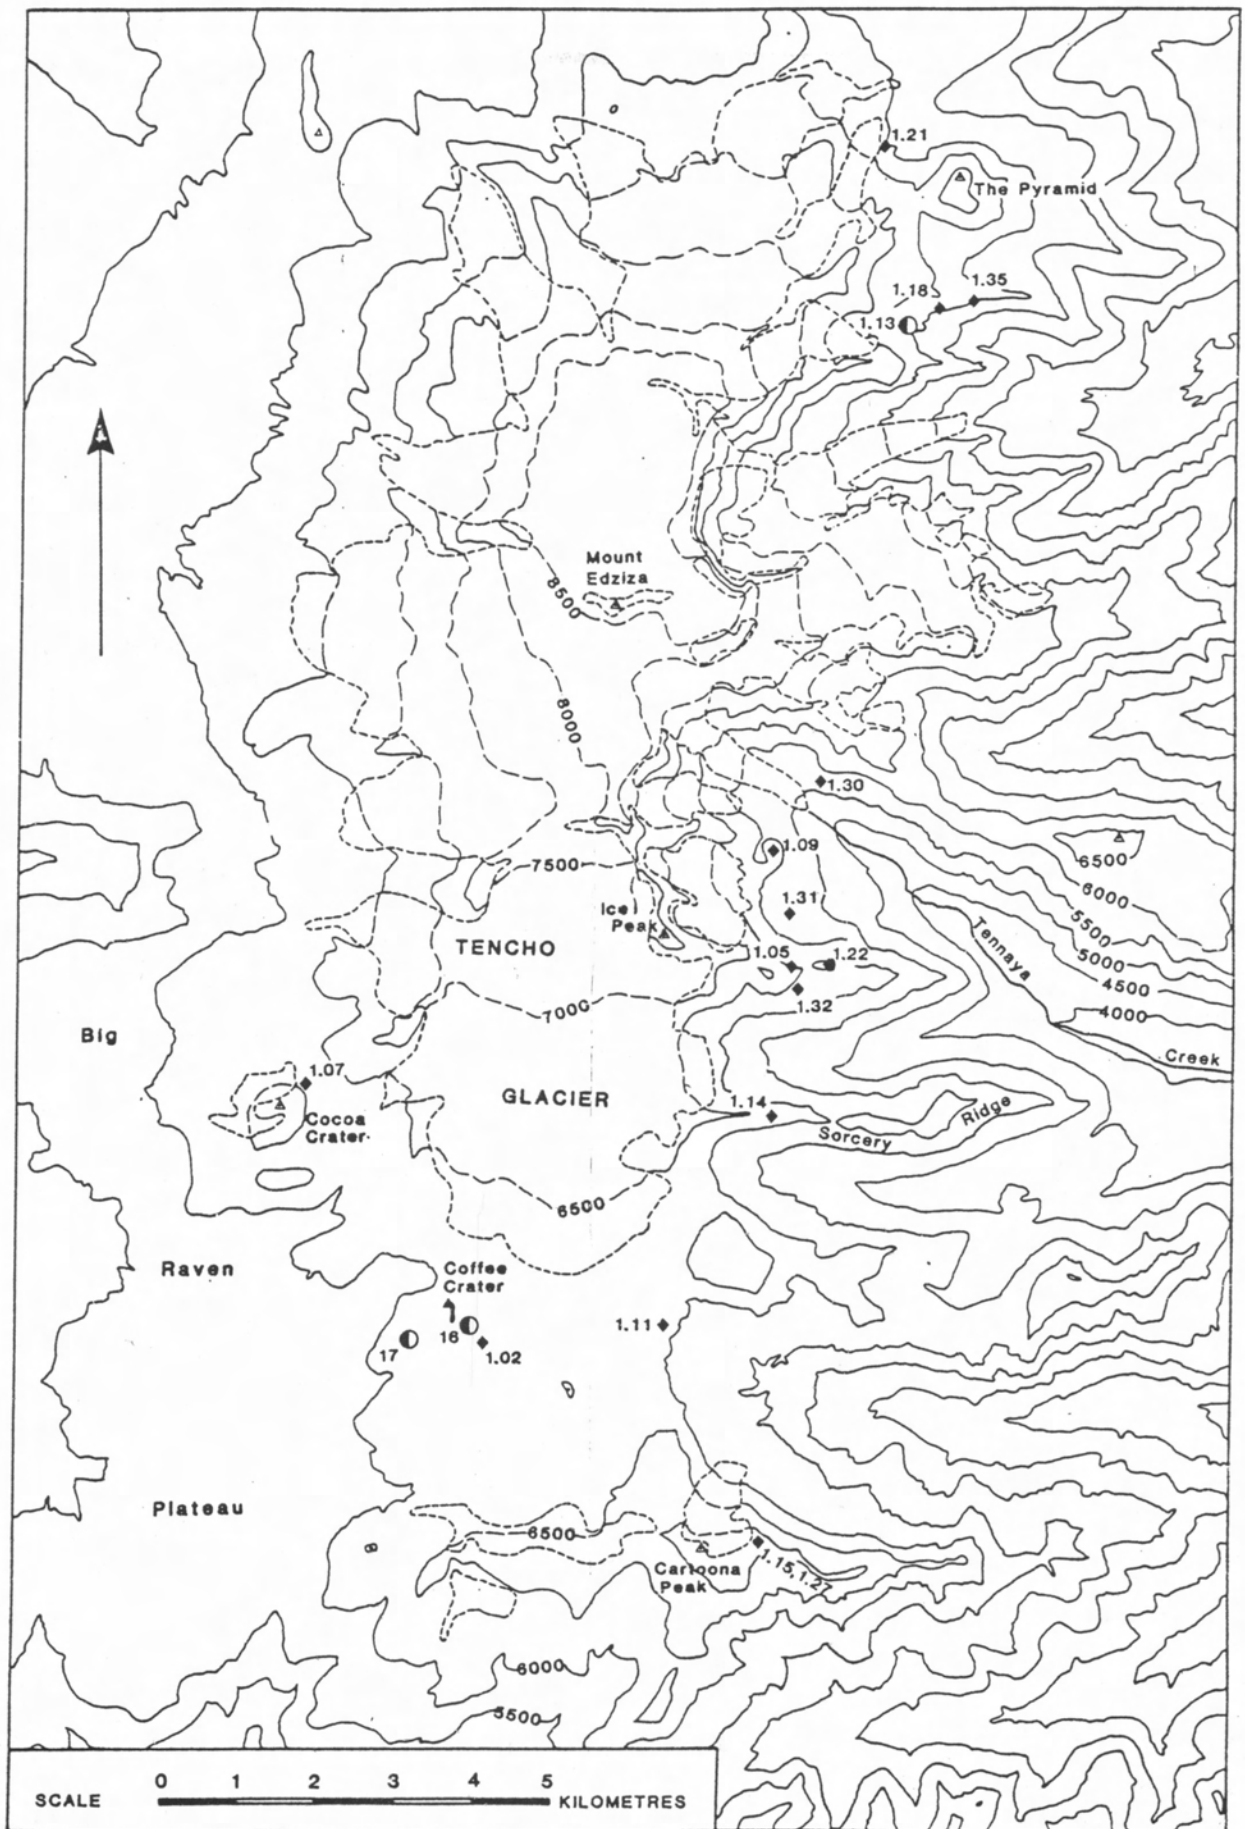 1.21
The Pyramid
1.18
1.35
1.13
Mount
Edziza
8500
8000
1.30
1.09
6500
7500
6000
1.31
Ice
Peak
5500
TENCHO
Tennaya
1.05
1.22
5000
4500
1.32
7000
4000
Big
Creek
1.07
GLACIER
1.14
Ridge
Cocoa
Crater
Sorcery
6500
Raven
Coffee
Crater
16
1.11
17
1.02
Plateau
6500
1.15,1.27
Cartoona
Peak
6000
5500
0 1 2 3 4 5
SCALE KILOMETRES